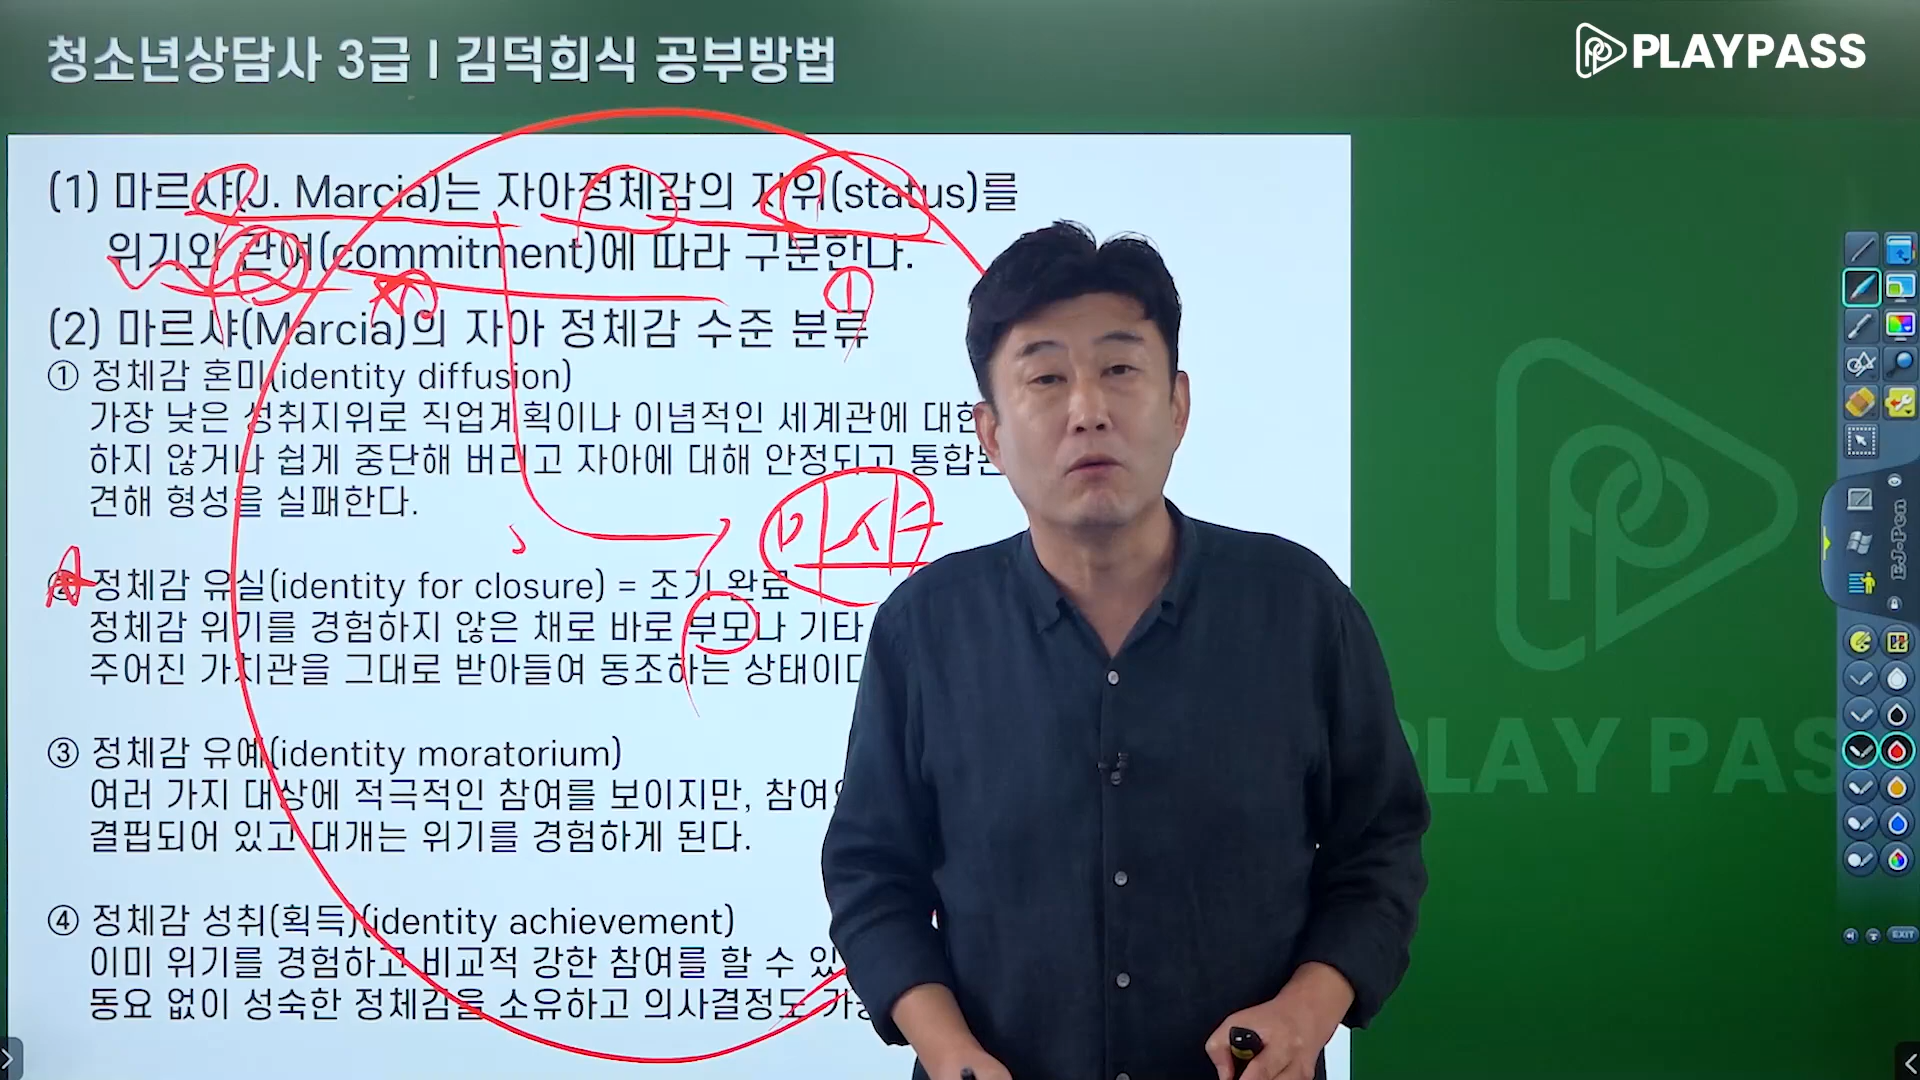 청소년상담사 3급 I 김덕희식 공부방법
PLAYPASS
(1) 마르샤(J. Marcia)는 자아정체감의 지위(status)를
위기와 관여(commitment)에 따라 구분한다.
①
(2) 마르샤(Marcia)의 자아 정체감 수준 분류
① 정체감 혼미(identity diffusion)
가장 낮은 성취지위로 직업계획이나 이념적인 세계관에 대한
하지 않거나 쉽게 중단해 버리고 자아에 대해 안정되고 통합된
견해 형성을 실패한다.
마샤
② 정체감 유실(identity for closure) = 조기 완료
정체감 위기를 경험하지 않은 채로 바로 부모나 기타
주어진 가치관을 그대로 받아들여 동조하는 상태이다
③ 정체감 유예(identity moratorium)
여러 가지 대상에 적극적인 참여를 보이지만,
결핍되어 있고 대개는 위기를 경험하게 된다.
④ 정체감 성취(획득)(identity achievement)
이미 위기를 경험하고 비교적 강한 참여를 할 수 있
동요 없이 성숙한 정체감을 소유하고 의사결정도
LAY PAS
EJ-Pen
EXIT